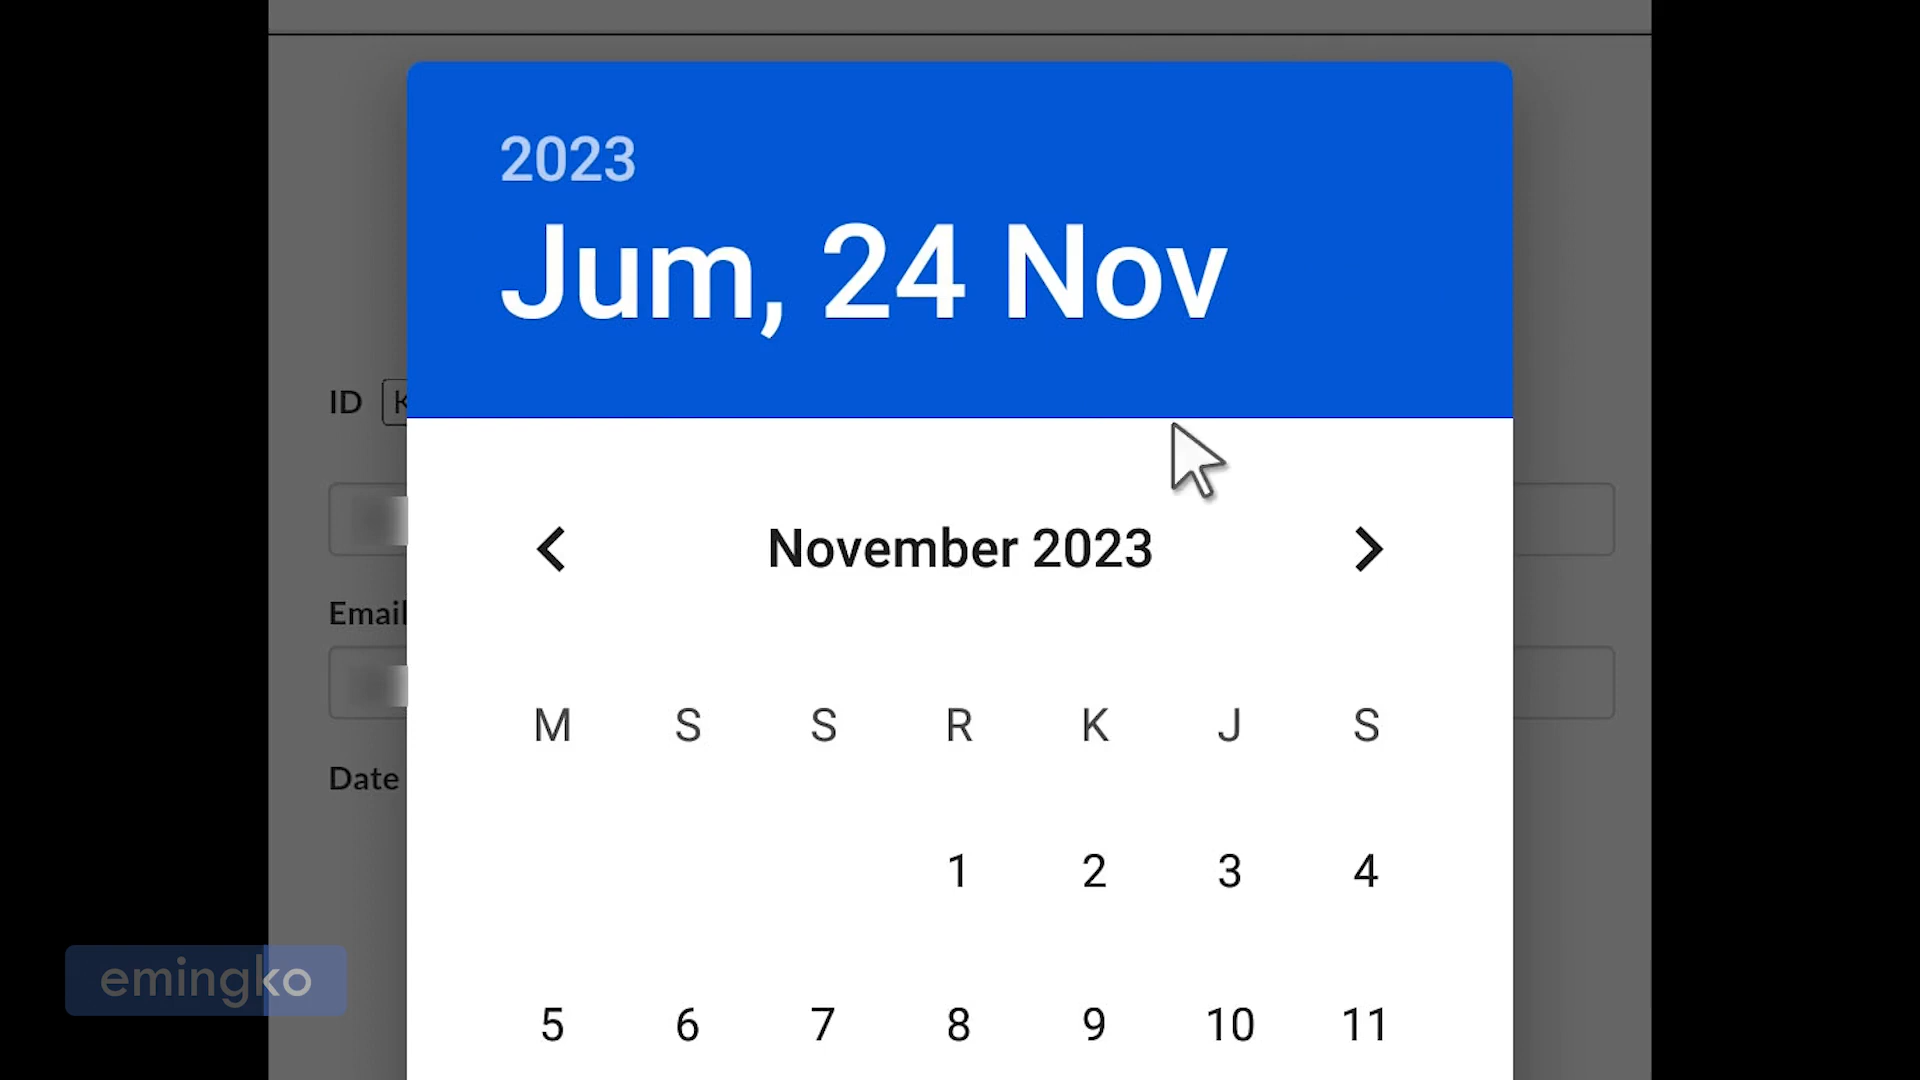 2023
Jum, 24 Nov
ID
November 2023
Email
M S S R K J S
Date
1 2 3 4
emingko
5 6 7 8 9 10 11